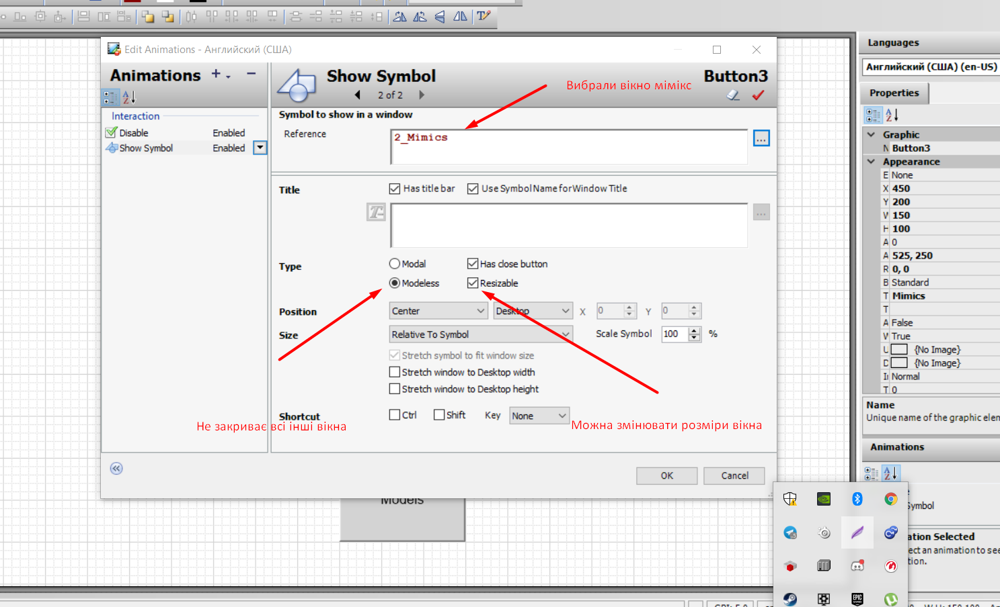 Edit Animations - Английский (США)
Animations
Interaction
Disable Enabled
Show Symbol Enabled
Show Symbol
Button3
2 of 2
Вибрали вікно мімікс
Symbol to show in a window
Reference
2_Mimics
...
Title
Has title bar
Use Symbol Name for Window Title
T
...
Type
Modal
Has close button
Modeless
Resizable
Position
Center
Desktop
X 0
Y 0
Size
Relative To Symbol
Scale Symbol 100 %
Stretch symbol to fit window size
Stretch window to Desktop width
Stretch window to Desktop height
Shortcut
Ctrl
Shift
Key None
Не закриває всі інші вікна
Можна змінювати розміри вікна
OK
Cancel
Models
Languages
Английский (США) (en-US)
Properties
Graphic
N Button3
Appearance
E None
X 450
Y 200
W 150
H 100
A 0
A 525, 250
R 0, 0
B Standard
T Mimics
T
A False
W True
U {No Image}
D {No Image}
Ir Normal
T 0
Name
Unique name of the graphic elen
Animations
Symbol
ation Selected
ect an animation to see
tion.
EPIC
GAMES